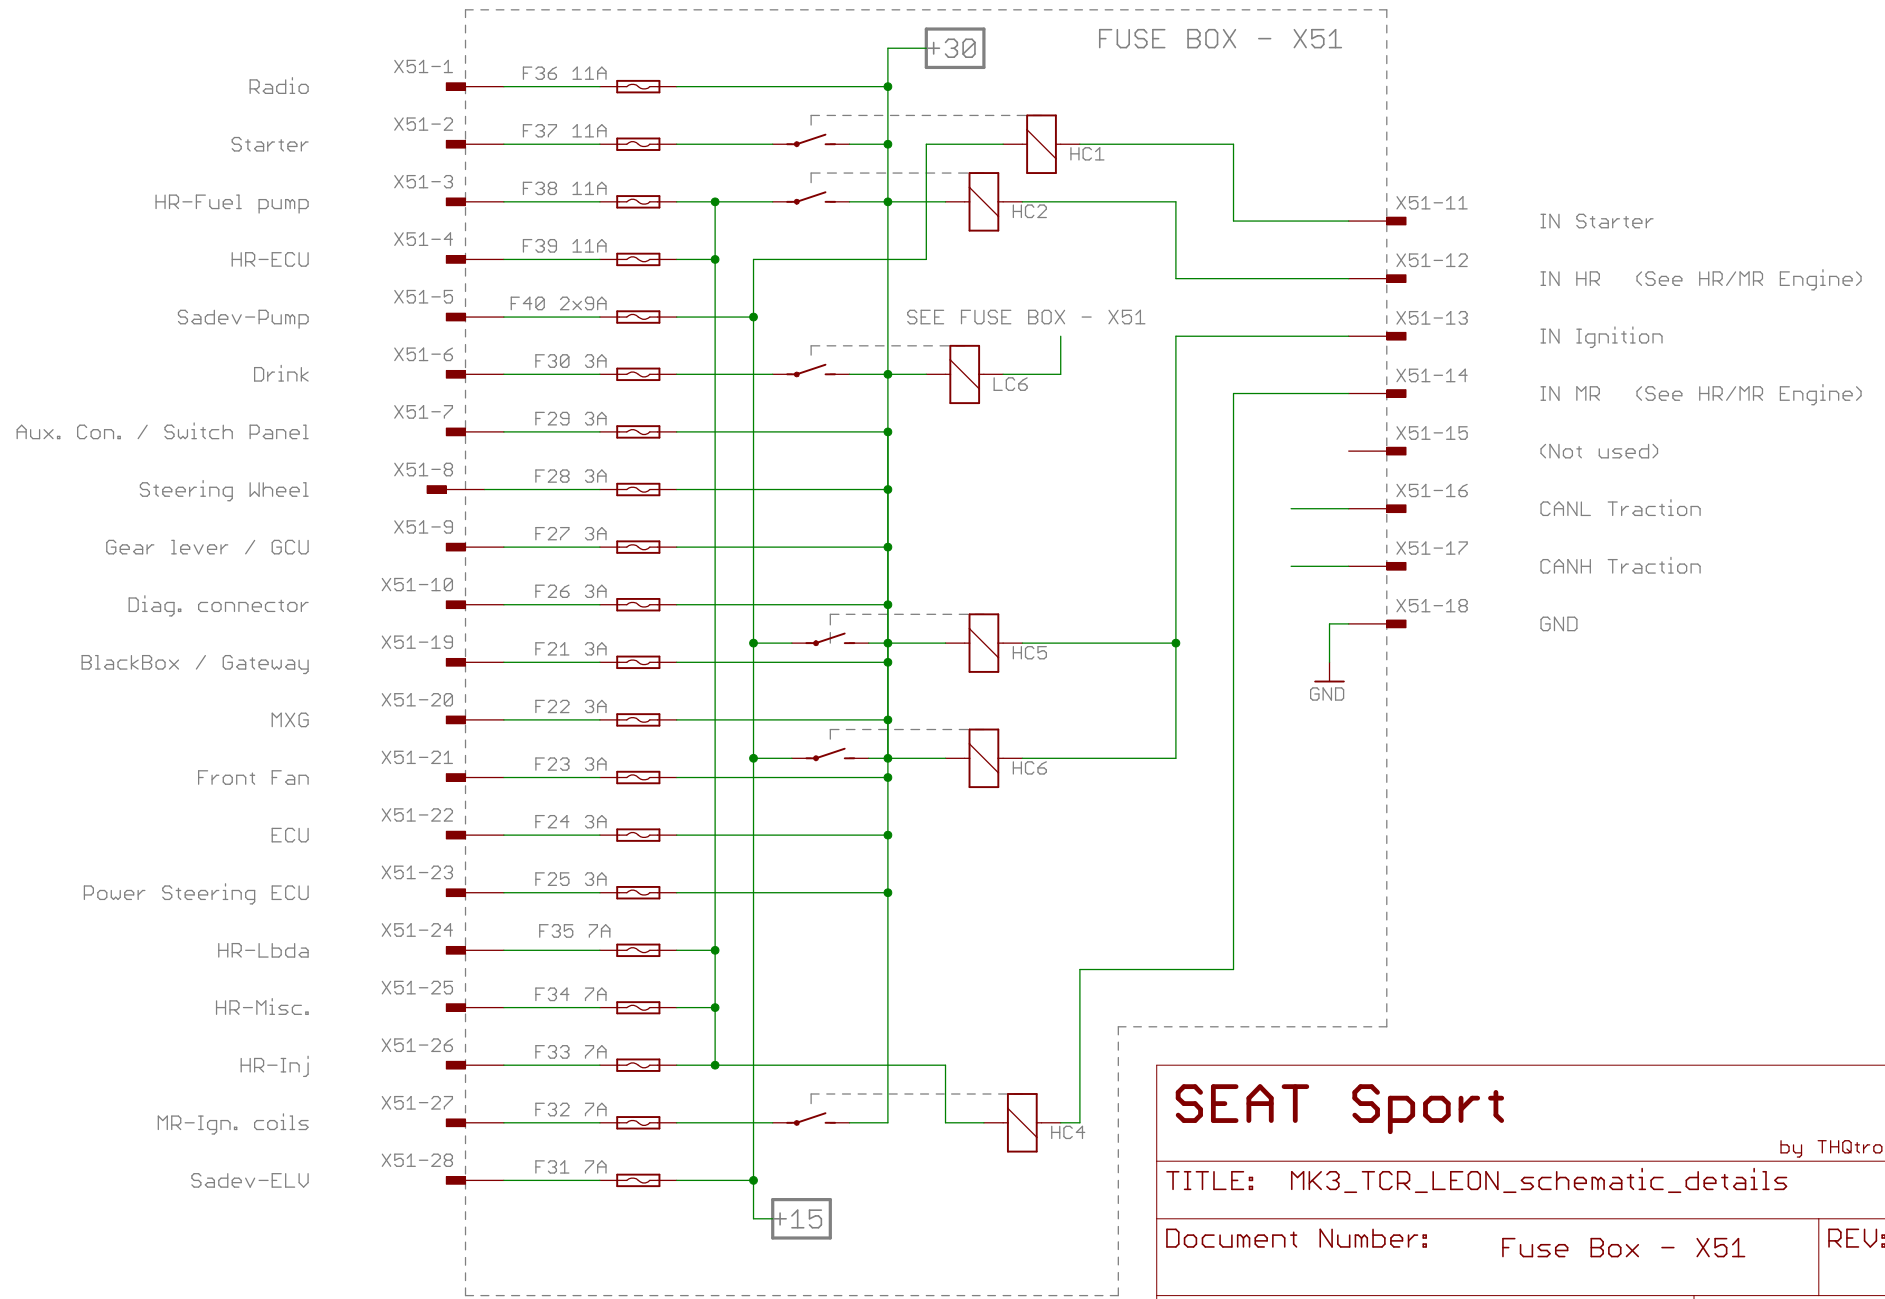 FUSE BOX - X51
+30
Radio X51-1 F36 11A
Starter X51-2 F37 11A
HC1
HR-Fuel pump X51-3 F38 11A
HC2
HR-ECU X51-4 F39 11A
Sadev-Pump X51-5 F40 2x9A
SEE FUSE BOX - X51
Drink X51-6 F30 3A
LC6
Aux. Con. / Switch Panel X51-7 F29 3A
Steering Wheel X51-8 F28 3A
Gear lever / GCU X51-9 F27 3A
Diag. connector X51-10 F26 3A
HC5
BlackBox / Gateway X51-19 F21 3A
MXG X51-20 F22 3A
HC6
Front Fan X51-21 F23 3A
ECU X51-22 F24 3A
Power Steering ECU X51-23 F25 3A
HR-Lbda X51-24 F35 7A
HR-Misc. X51-25 F34 7A
HR-Inj X51-26 F33 7A
MR-Ign. coils X51-27 F32 7A
HC4
Sadev-ELV X51-28 F31 7A
+15
X51-11 IN Starter
X51-12 IN HR (See HR/MR Engine)
X51-13 IN Ignition
X51-14 IN MR (See HR/MR Engine)
X51-15 (Not used)
X51-16 CANL Traction
X51-17 CANH Traction
X51-18 GND
GND
SEAT Sport
by THQtro
TITLE: MK3_TCR_LEON_schematic_details
Document Number: Fuse Box - X51
REV: